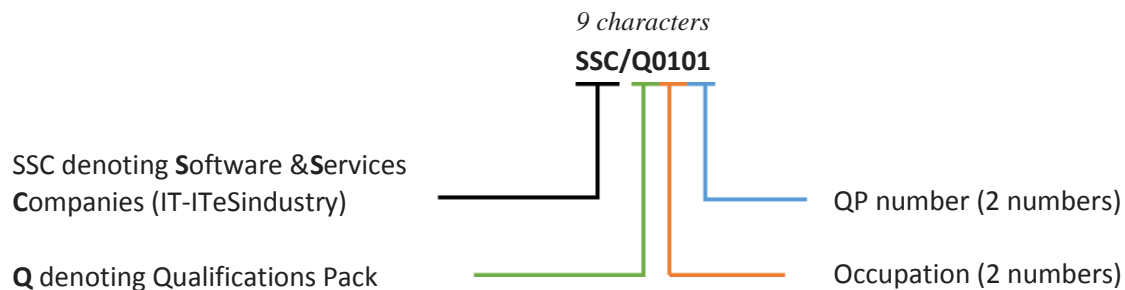 9 characters
SSC/Q0101
SSC denoting Software &Services
Companies (IT-ITeSindustry)
QP number (2 numbers)
Q denoting Qualifications Pack
Occupation (2 numbers)